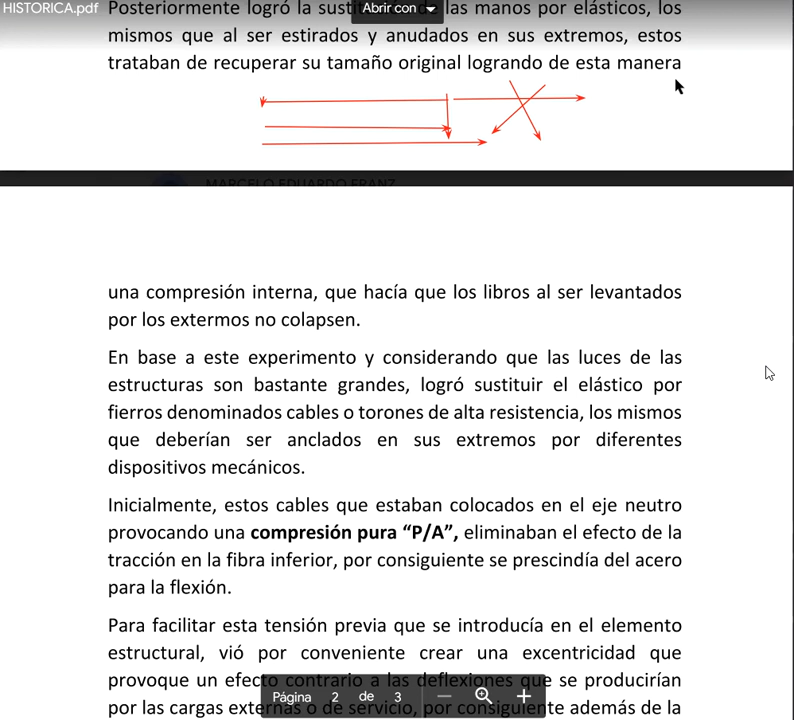 HISTORICA.pdf
Abrir con
Posteriormente logró la las manos por elásticos, los
mismos que al ser estirados y anudados en sus extremos, estos
trataban de recuperar su tamaño original logrando de esta manera
MARCELO EDUARDO FRANZ
una compresión interna, que hacía que los libros al ser levantados
por los extermos no colapsen.
En base a este experimento y considerando que las luces de las
estructuras son bastante grandes, logró sustituir el elástico por
fierros denominados cables o torones de alta resistencia, los mismos
que deberían ser anclados en sus extremos por diferentes
dispositivos mecánicos.
Inicialmente, estos cables que estaban colocados en el eje neutro
provocando una compresión pura “P/A”, eliminaban el efecto de la
tracción en la fibra inferior, por consiguiente se prescindía del acero
para la flexión.
Para facilitar esta tensión previa que se introducía en el elemento
estructural, vió por conveniente crear una excentricidad que
provoque un efecto contrario a las deflexiones que se producirían
por las cargas externas o de servicio, por consiguiente además de la
Página 2 de 3